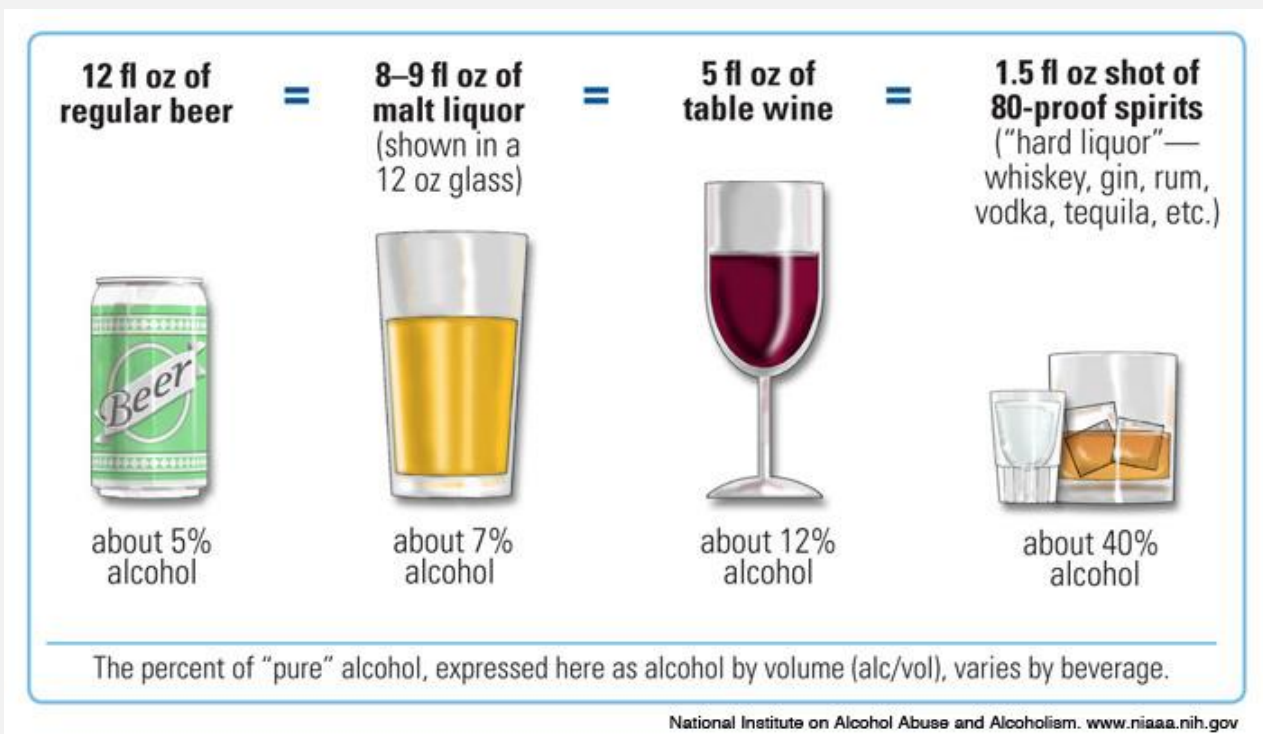 12 fl oz of
regular beer
=
8–9 fl oz of
malt liquor
(shown in a
12 oz glass)
=
5 fl oz of
table wine
=
1.5 fl oz shot of
80-proof spirits
(“hard liquor”—
whiskey, gin, rum,
vodka, tequila, etc.)
Beer
about 5%
alcohol
about 7%
alcohol
about 12%
alcohol
about 40%
alcohol
The percent of “pure” alcohol, expressed here as alcohol by volume (alc/vol), varies by beverage.
National Institute on Alcohol Abuse and Alcoholism. www.niaaa.nih.gov